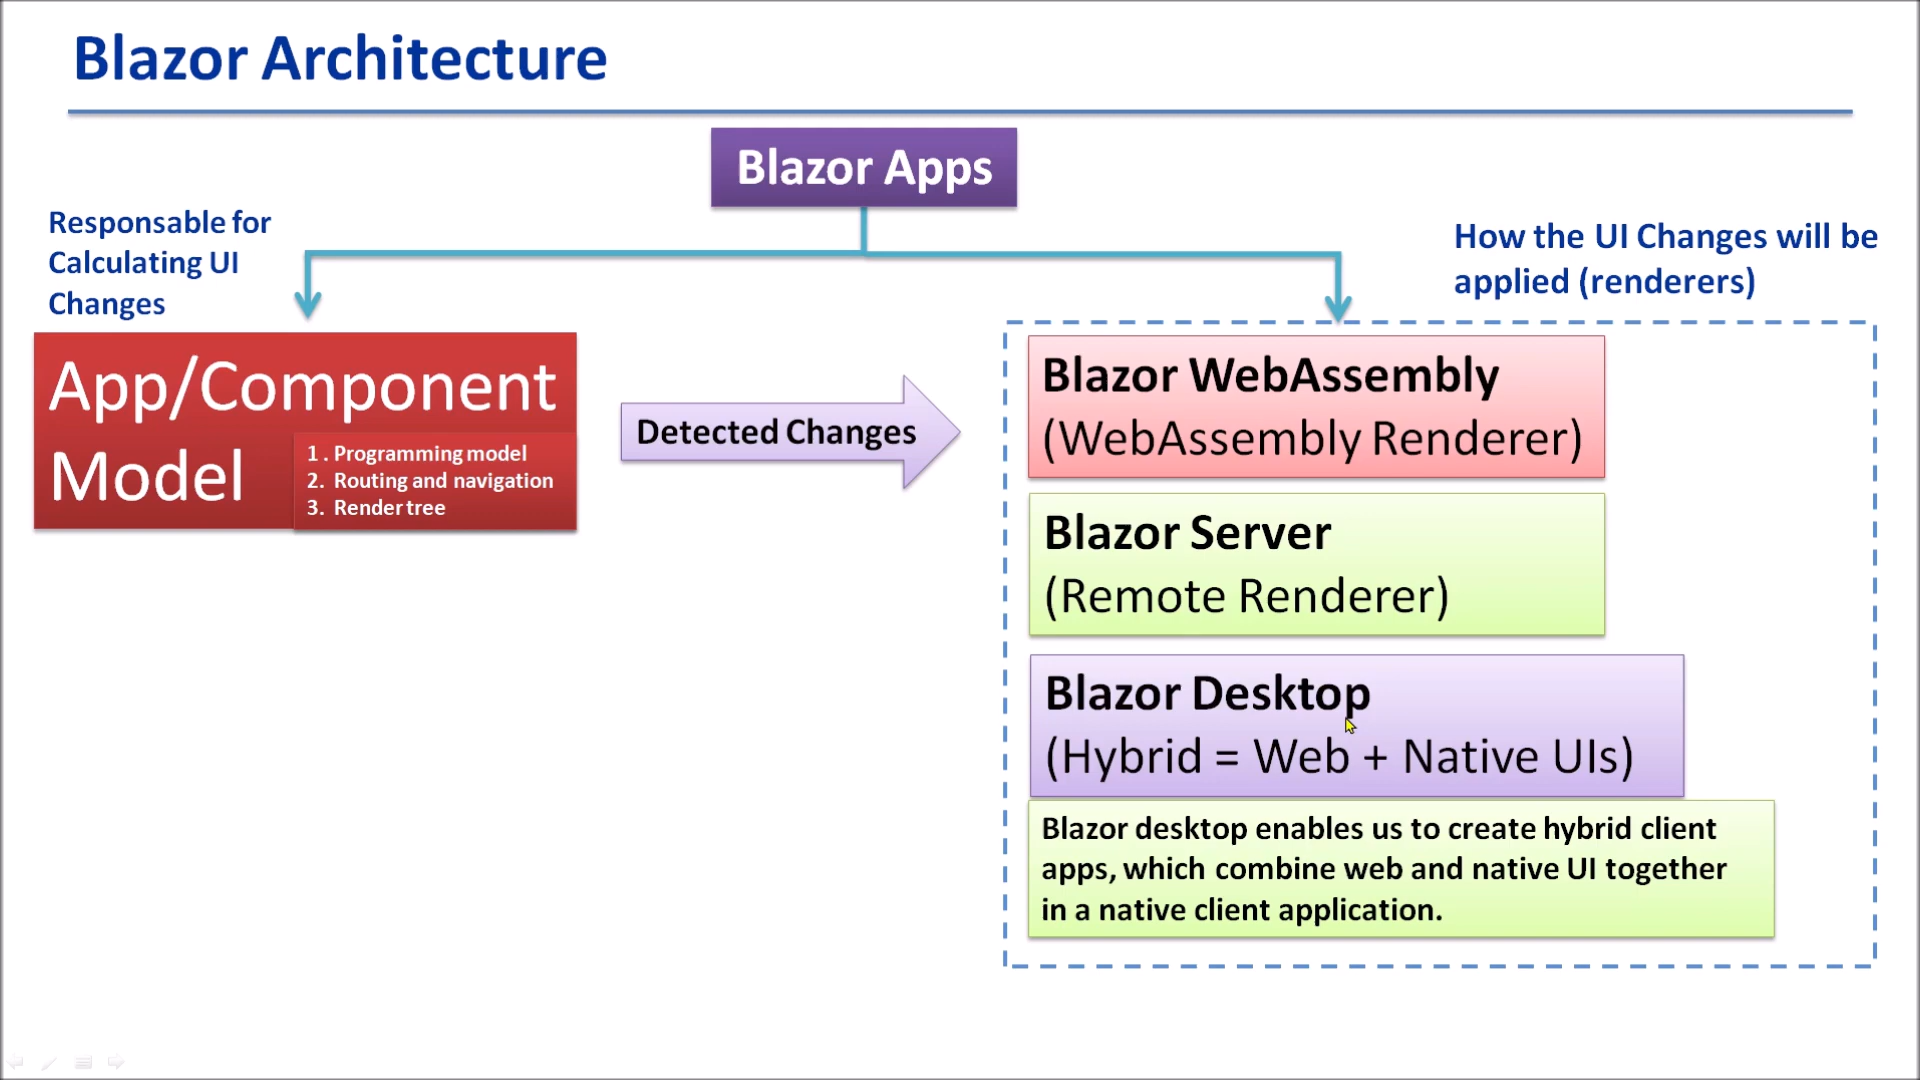 Blazor Architecture
Blazor Apps
Responsable for
Calculating UI
Changes
How the UI Changes will be
applied (renderers)
App/Component
Model
1 . Programming model
2. Routing and navigation
3. Render tree
Detected Changes
Blazor WebAssembly
(WebAssembly Renderer)
Blazor Server
(Remote Renderer)
Blazor Desktop
(Hybrid = Web + Native UIs)
Blazor desktop enables us to create hybrid client
apps, which combine web and native UI together
in a native client application.